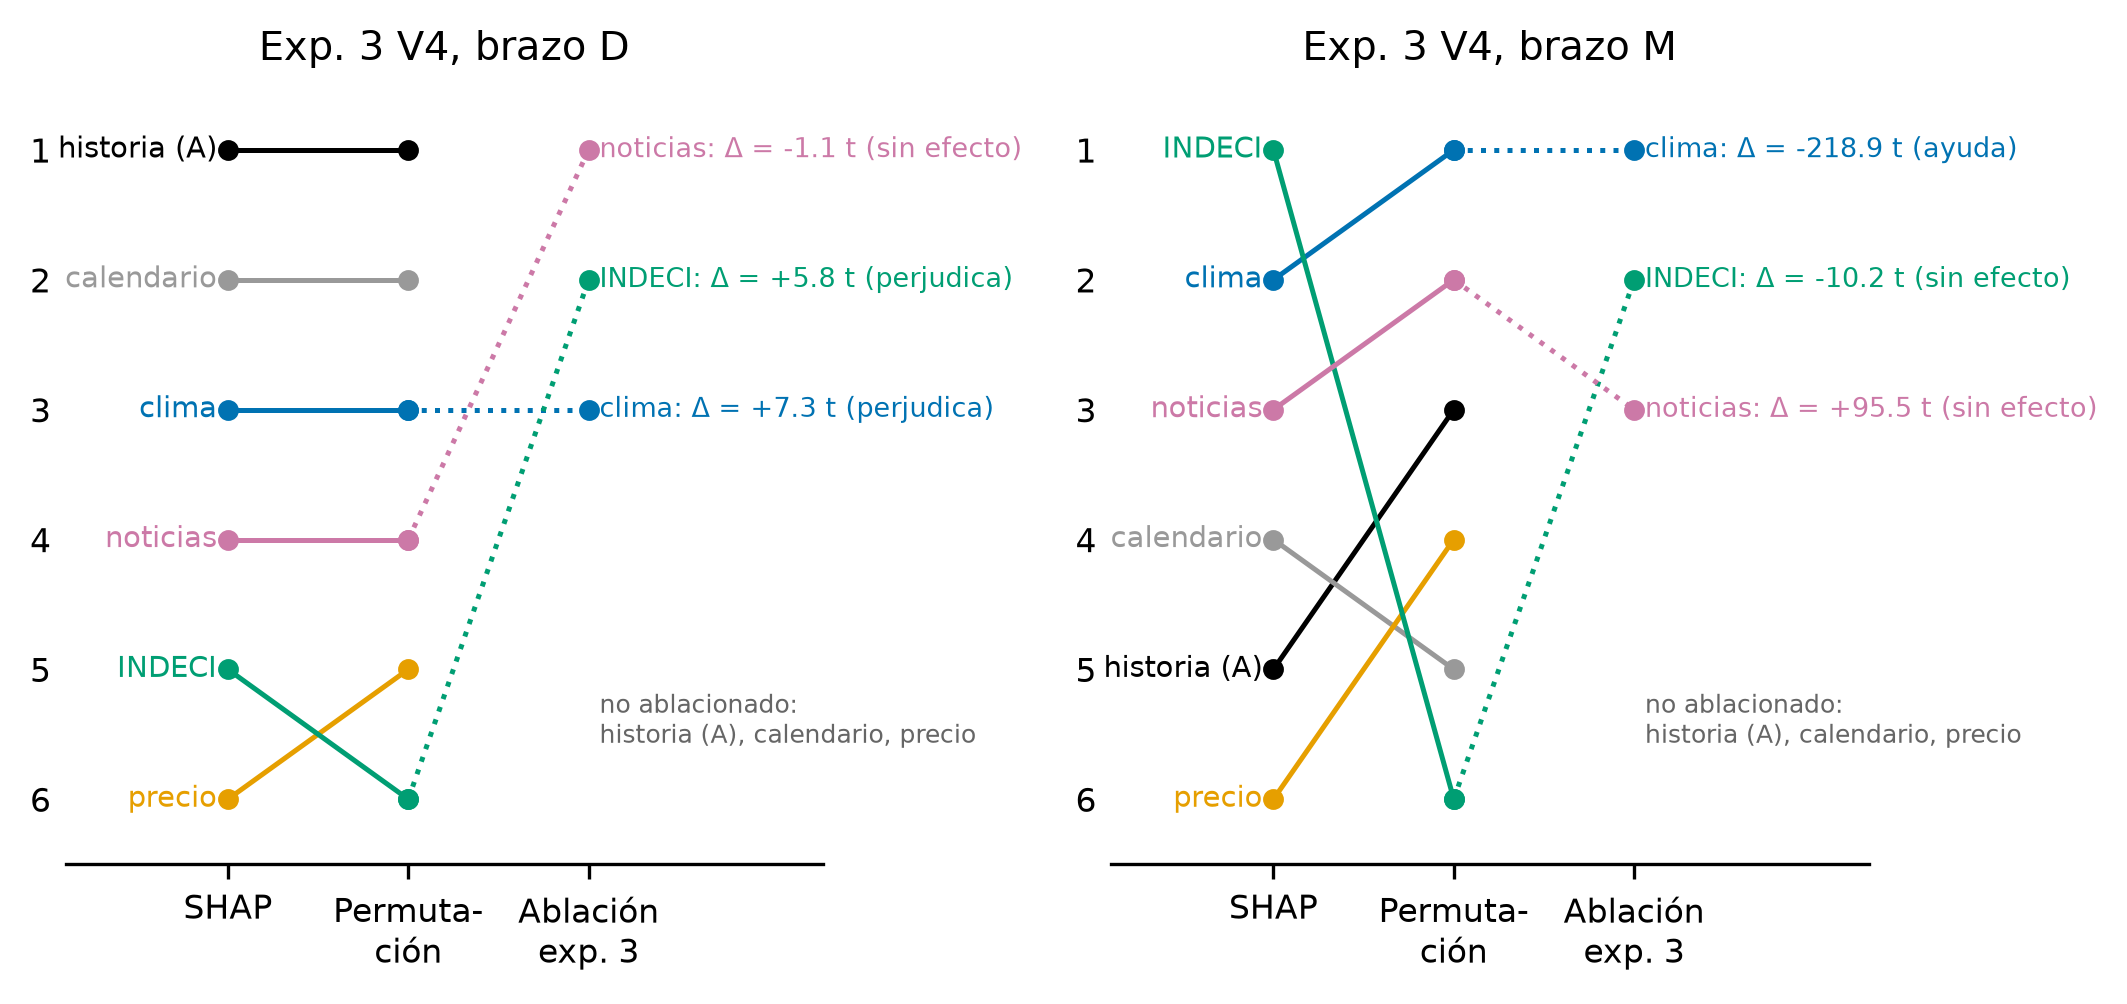 Exp. 3 V4, brazo D
1 historia (A)
noticias: Δ = -1.1 t (sin efecto)
2 calendario
INDECI: Δ = +5.8 t (perjudica)
3 clima
clima: Δ = +7.3 t (perjudica)
4 noticias
5 INDECI
no ablacionado:
historia (A), calendario, precio
6 precio
SHAP
Permuta-
ción
Ablación
exp. 3
Exp. 3 V4, brazo M
1 INDECI
clima: Δ = -218.9 t (ayuda)
2 clima
INDECI: Δ = -10.2 t (sin efecto)
3 noticias
noticias: Δ = +95.5 t (sin efecto)
4 calendario
5 historia (A)
no ablacionado:
historia (A), calendario, precio
6 precio
SHAP
Permuta-
ción
Ablación
exp. 3